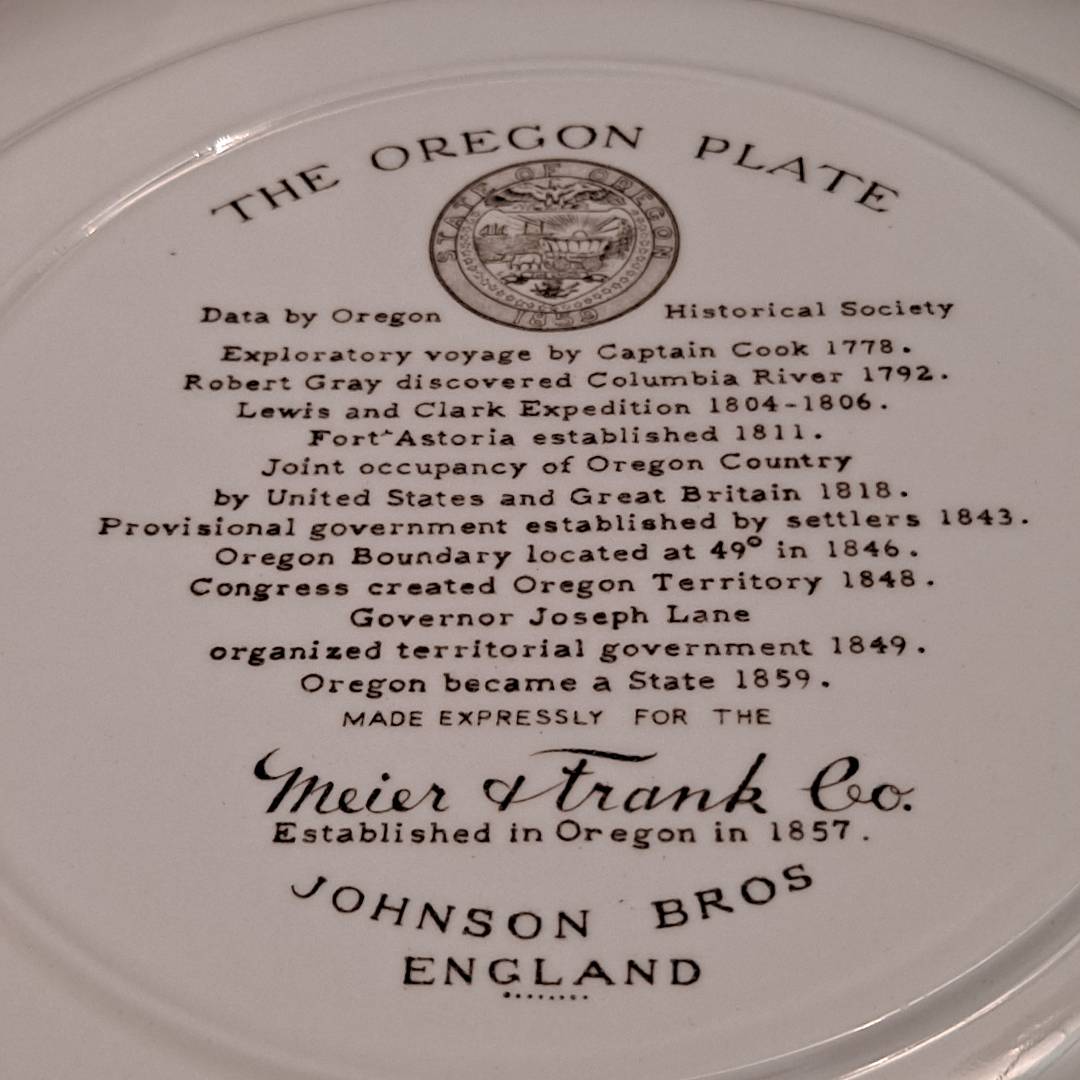 THE OREGON PLATE
STATE OF OREGON
1859
Data by Oregon Historical Society
Exploratory voyage by Captain Cook 1778.
Robert Gray discovered Columbia River 1792.
Lewis and Clark Expedition 1804-1806.
Fort Astoria established 1811.
Joint occupancy of Oregon Country
by United States and Great Britain 1818.
Provisional government established by settlers 1843.
Oregon Boundary located at 49° in 1846.
Congress created Oregon Territory 1848.
Governor Joseph Lane
organized territorial government 1849.
Oregon became a State 1859.
MADE EXPRESSLY FOR THE
Meier & Frank Co.
Established in Oregon in 1857.
JOHNSON BROS
ENGLAND